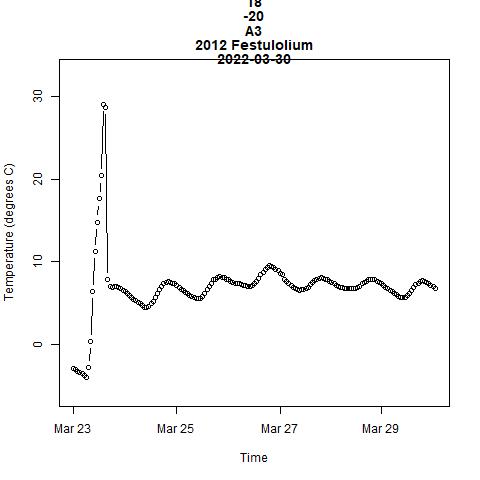 18
-20
A3
2012 Festulolium
2022-03-30
Temperature (degrees C)
30
20
10
0
Mar 23
Mar 25
Mar 27
Mar 29
Time